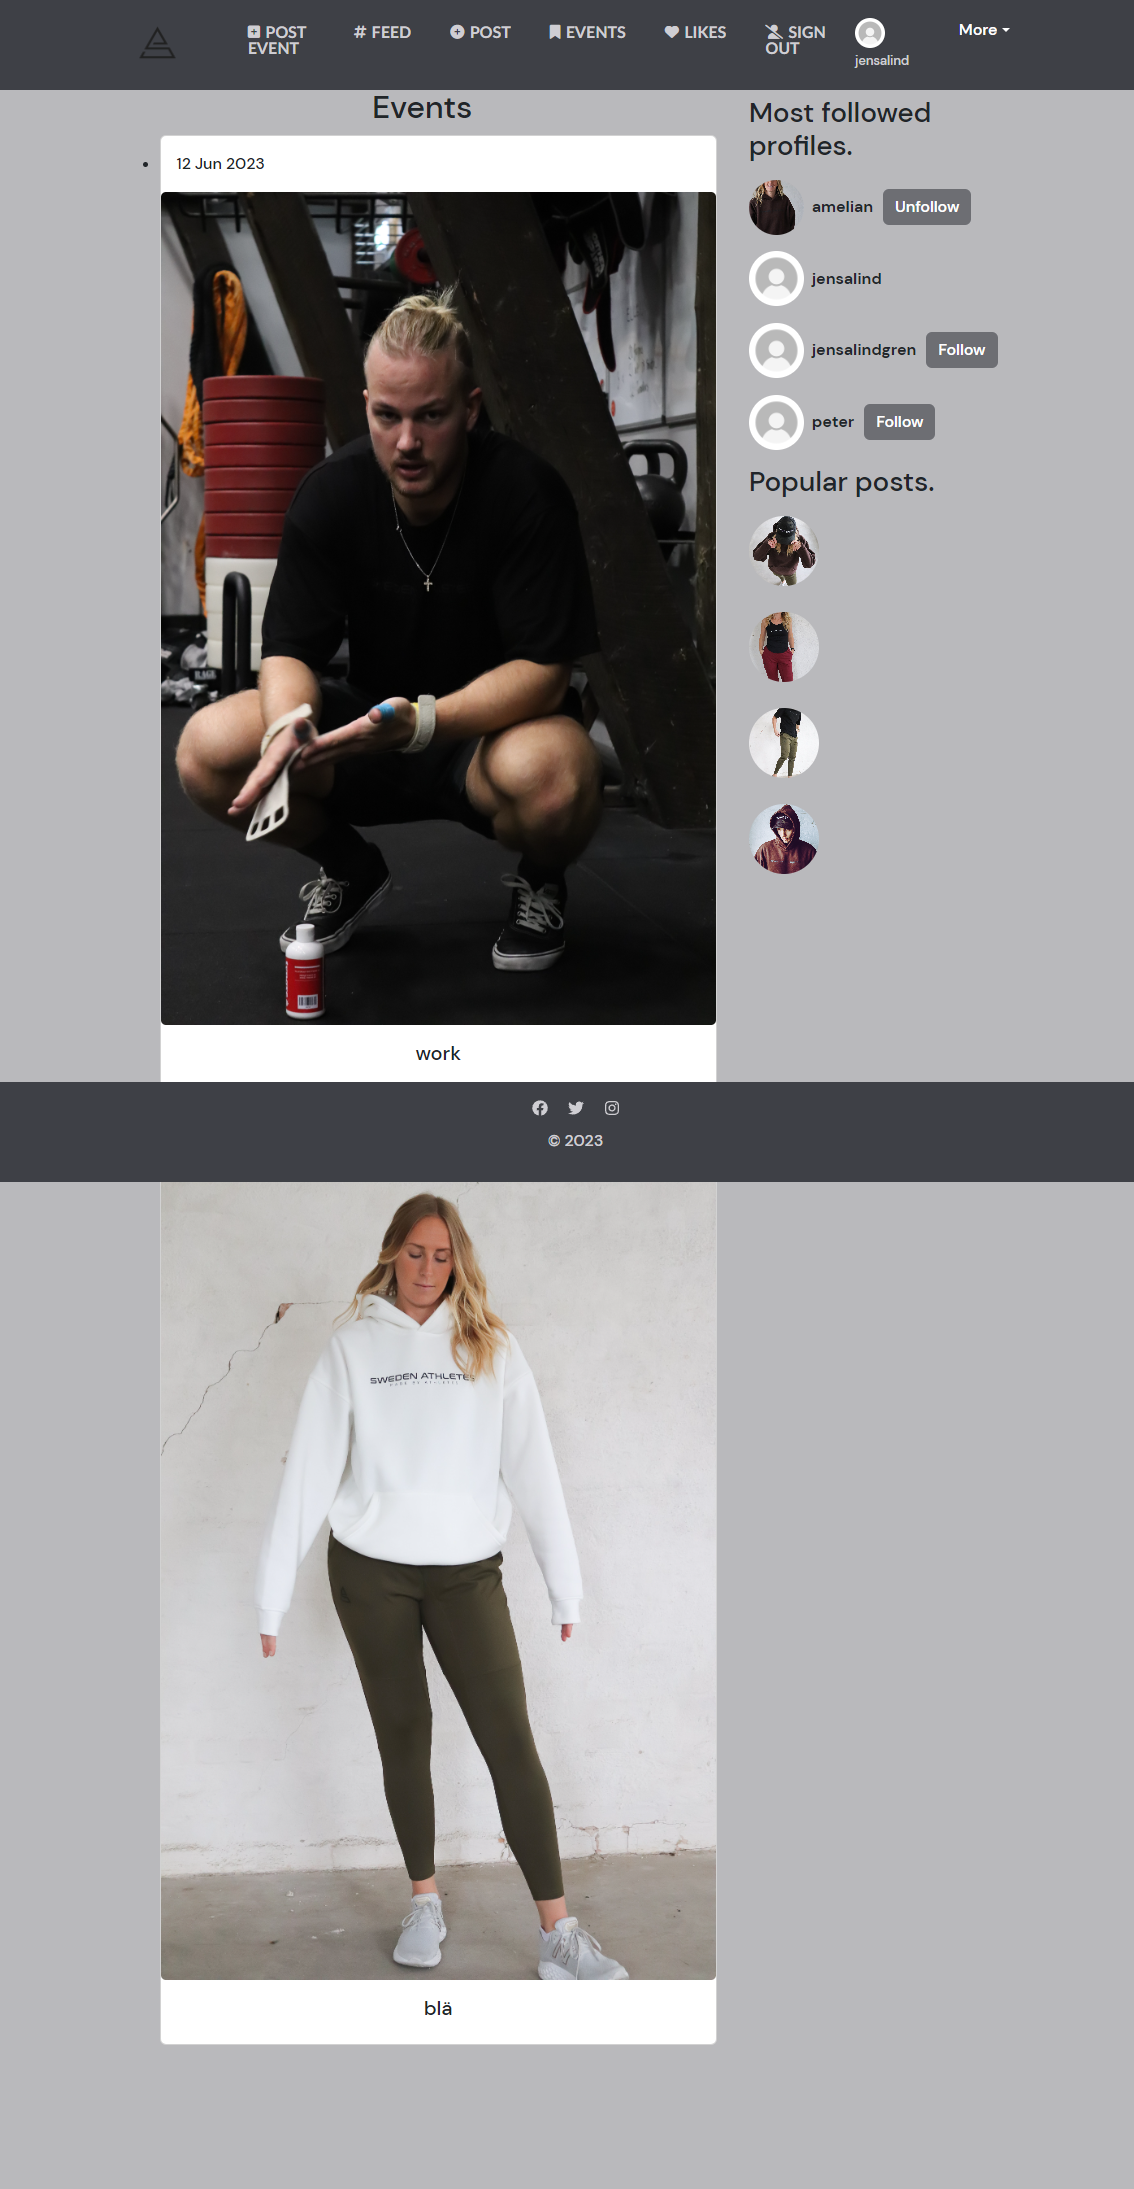 POST
EVENT
FEED
POST
EVENTS
LIKES
SIGN
OUT
jensalind
More
Events
12 Jun 2023
RAGE
work
Most followed
profiles.
amelian Unfollow
jensalind
jensalindgren Follow
peter Follow
Popular posts.
© 2023
SWEDEN ATHLETES
blä